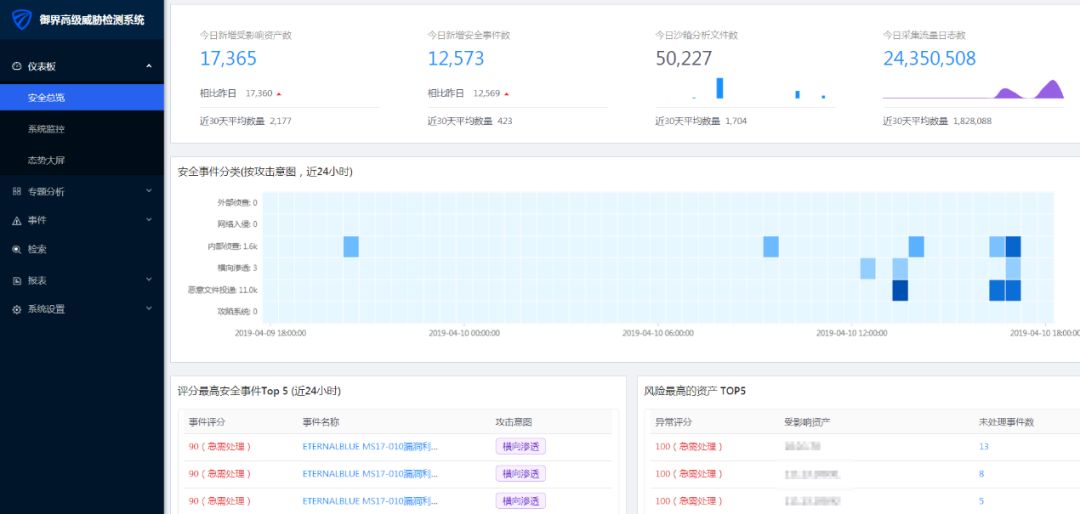 御界高级威胁检测系统
仪表板
安全总览
系统监控
态势大屏
专题分析
事件
检索
报表
系统设置
今日新增受影响资产数
17,365
相比昨日 17,360
近30天平均数量 2,177
今日新增安全事件数
12,573
相比昨日 12,569
近30天平均数量 423
今日沙箱分析文件数
50,227
近30天平均数量 1,704
今日采集流量日志数
24,350,508
近30天平均数量 1,828,088
安全事件分类(按攻击意图，近24小时)
外部侦查: 0
网络入侵: 0
内部侦查: 1.6k
横向渗透: 3
恶意文件投递: 11.0k
攻陷系统: 0
2019-04-09 18:00:00
2019-04-10 00:00:00
2019-04-10 06:00:00
2019-04-10 12:00:00
2019-04-10 18:00:00
评分最高安全事件Top 5 (近24小时)
事件评分 事件名称 攻击意图
90 ( 急需处理 ) ETERNALBLUE MS17-010漏洞利... 横向渗透
90 ( 急需处理 ) ETERNALBLUE MS17-010漏洞利... 横向渗透
90 ( 急需处理 ) ETERNALBLUE MS17-010漏洞利... 横向渗透
风险最高的资产 TOP5
异常评分 受影响资产 未处理事件数
100 ( 急需处理 ) 13
100 ( 急需处理 ) 8
100 ( 急需处理 ) 5